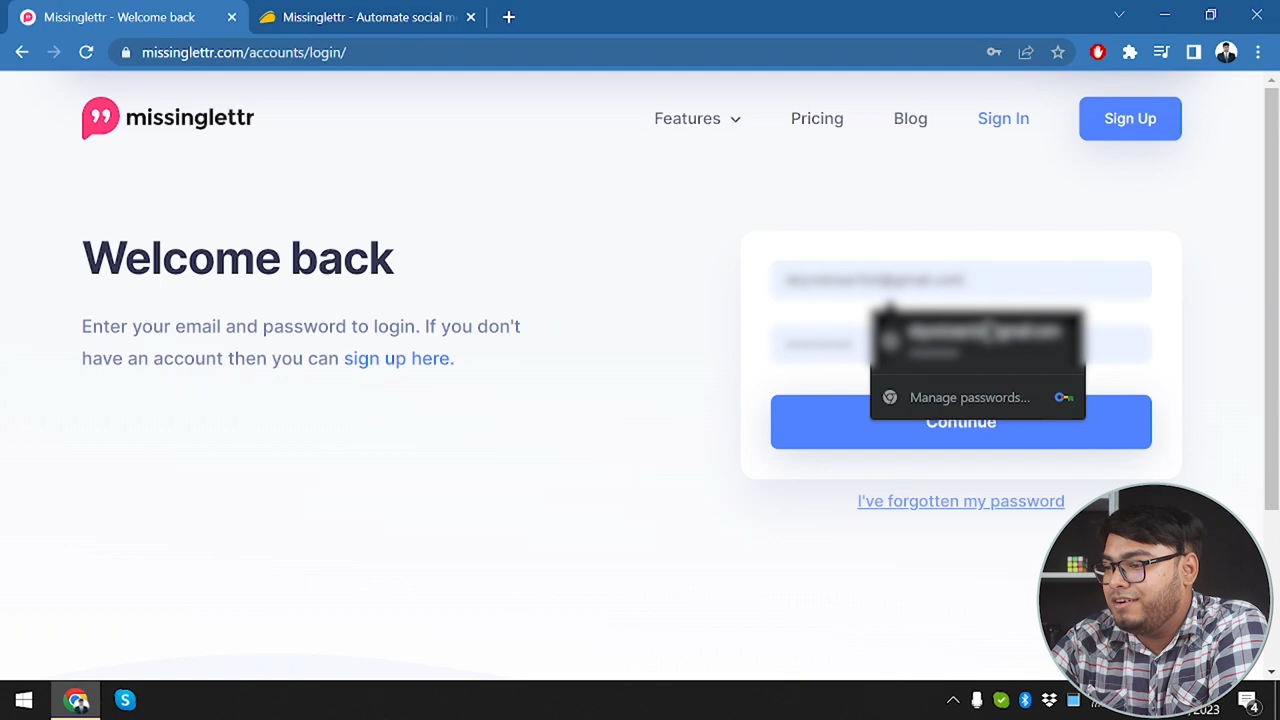 Missinglettr - Welcome back
Missinglettr - Automate social m
missinglettr.com/accounts/login/
missinglettr
Features
Pricing
Blog
Sign In
Sign Up
Welcome back
Enter your email and password to login. If you don't
have an account then you can sign up here.
Manage passwords...
Continue
I've forgotten my password
S
2023
4